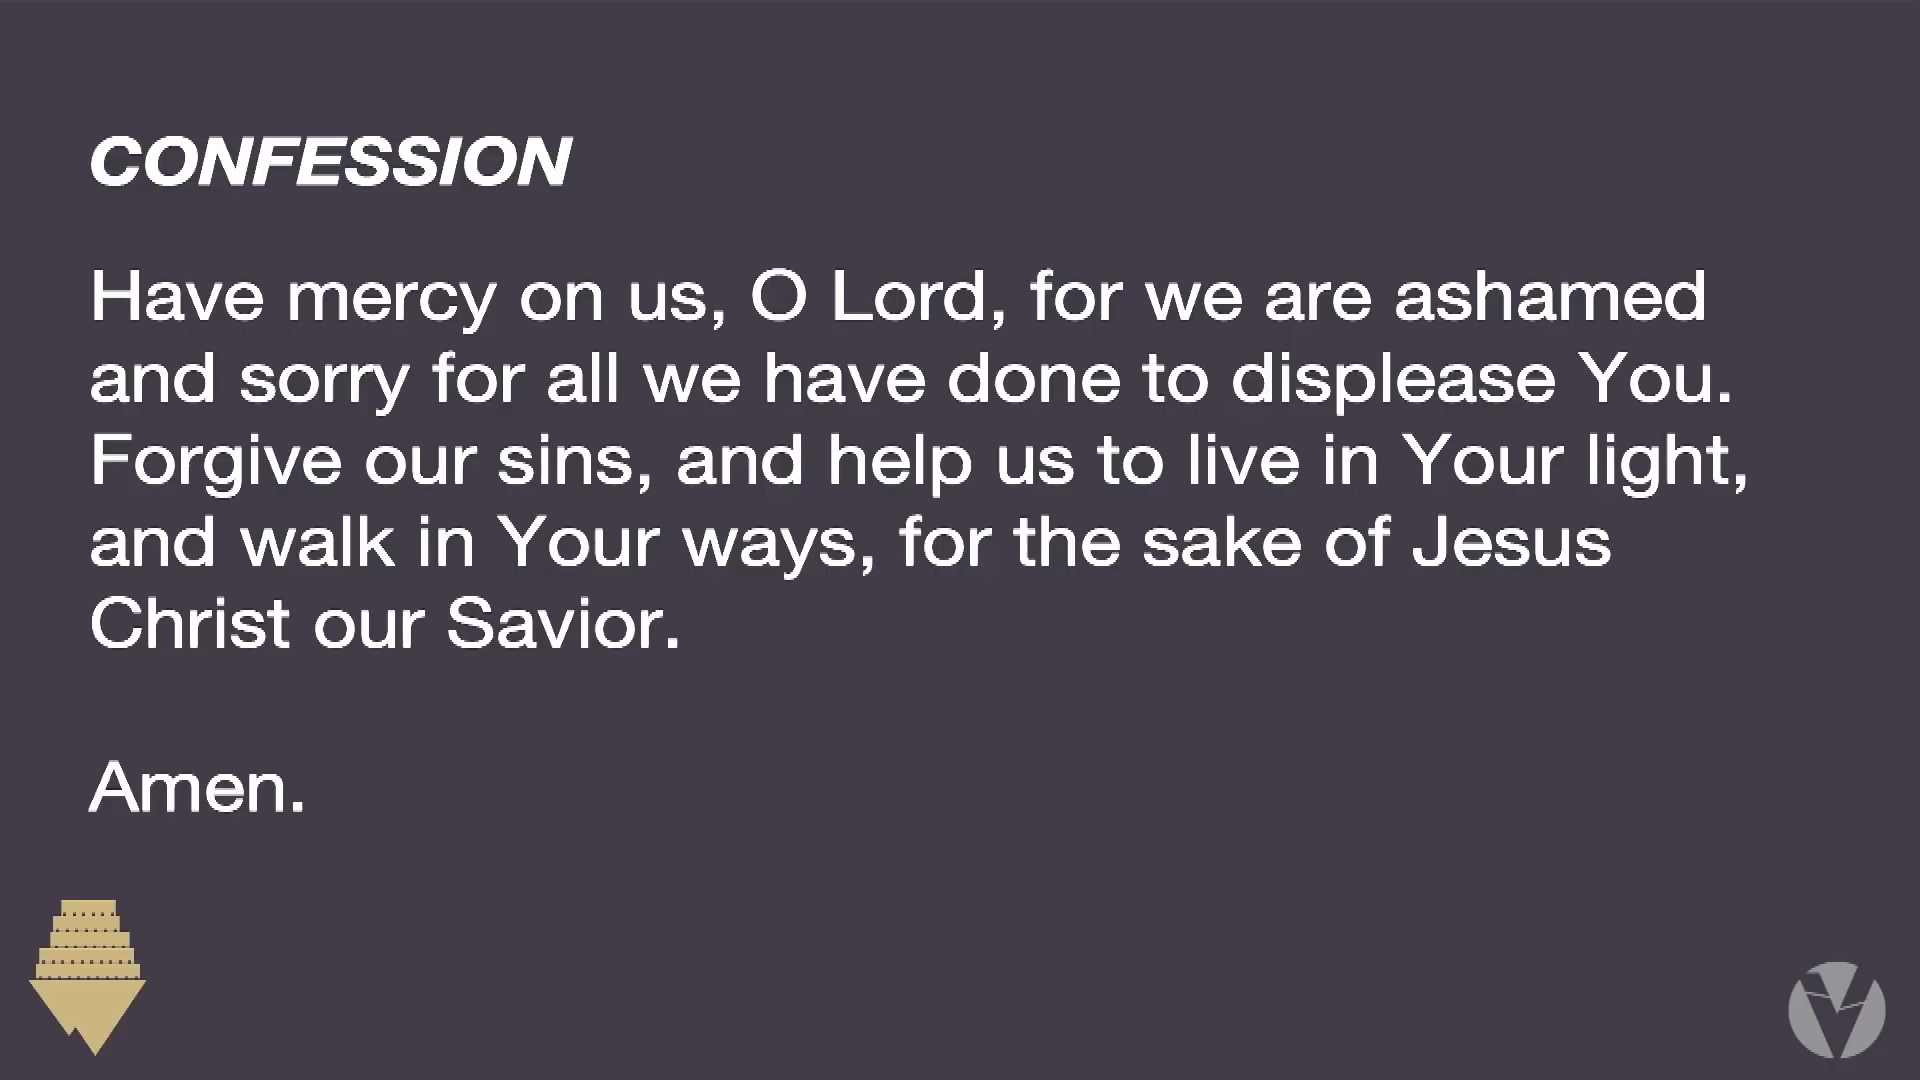 CONFESSION
Have mercy on us, O Lord, for we are ashamed
and sorry for all we have done to displease You.
Forgive our sins, and help us to live in Your light,
and walk in Your ways, for the sake of Jesus
Christ our Savior.
Amen.